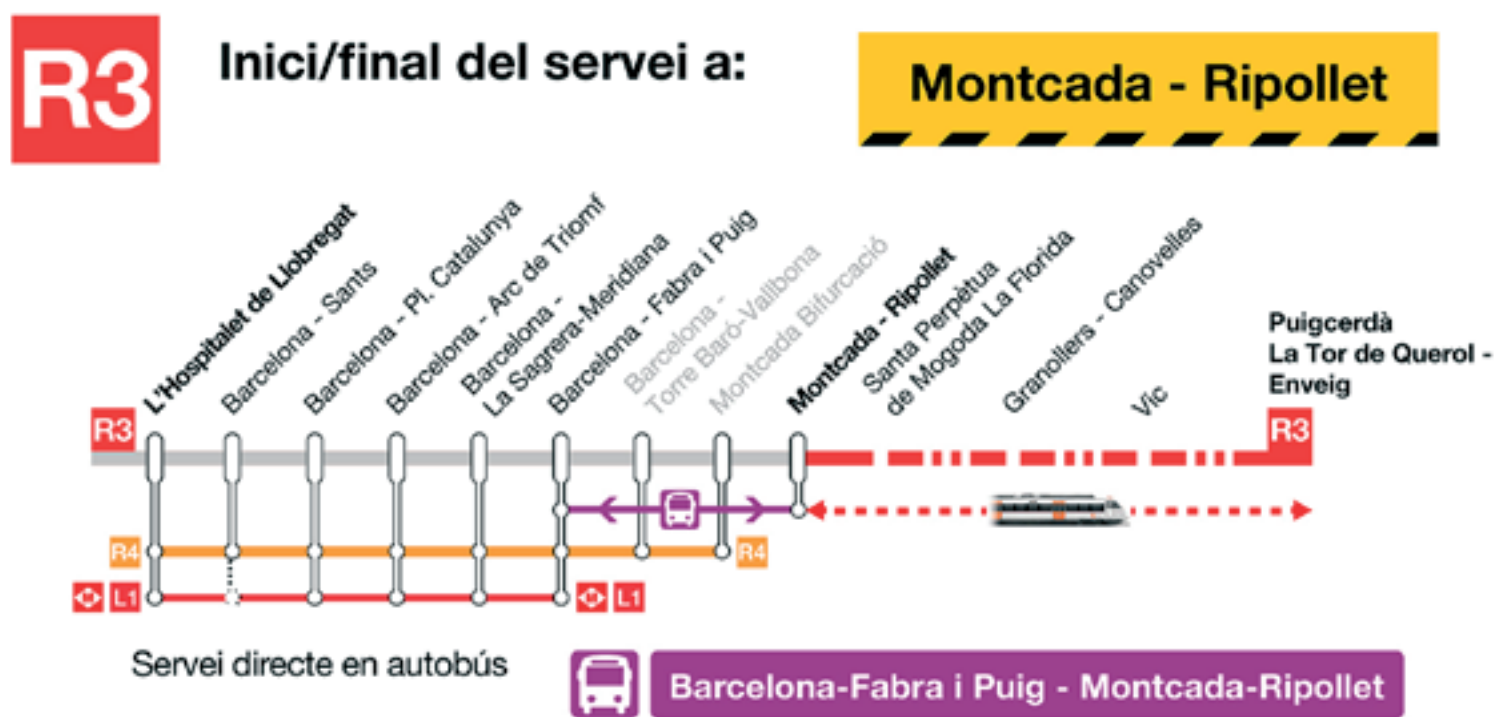 R3
Inici/final del servei a:
Montcada - Ripollet
L'Hospitalet de Llobregat
Barcelona - Sants
Barcelona - Pl. Catalunya
Barcelona - Arc de Triomf
Barcelona -
La Sagrera-Meridiana
Barcelona - Fabra i Puig
Barcelona -
Torre Baró-Vallbona
Montcada Bifurcació
Montcada - Ripollet
Santa Perpètua
de Mogoda La Florida
Granollers - Canovelles
Vic
Puigcerdà
La Tor de Querol -
Enveig
R3
R3
R4
R4
M L1
M L1
Servei directe en autobús
Barcelona-Fabra i Puig - Montcada-Ripollet